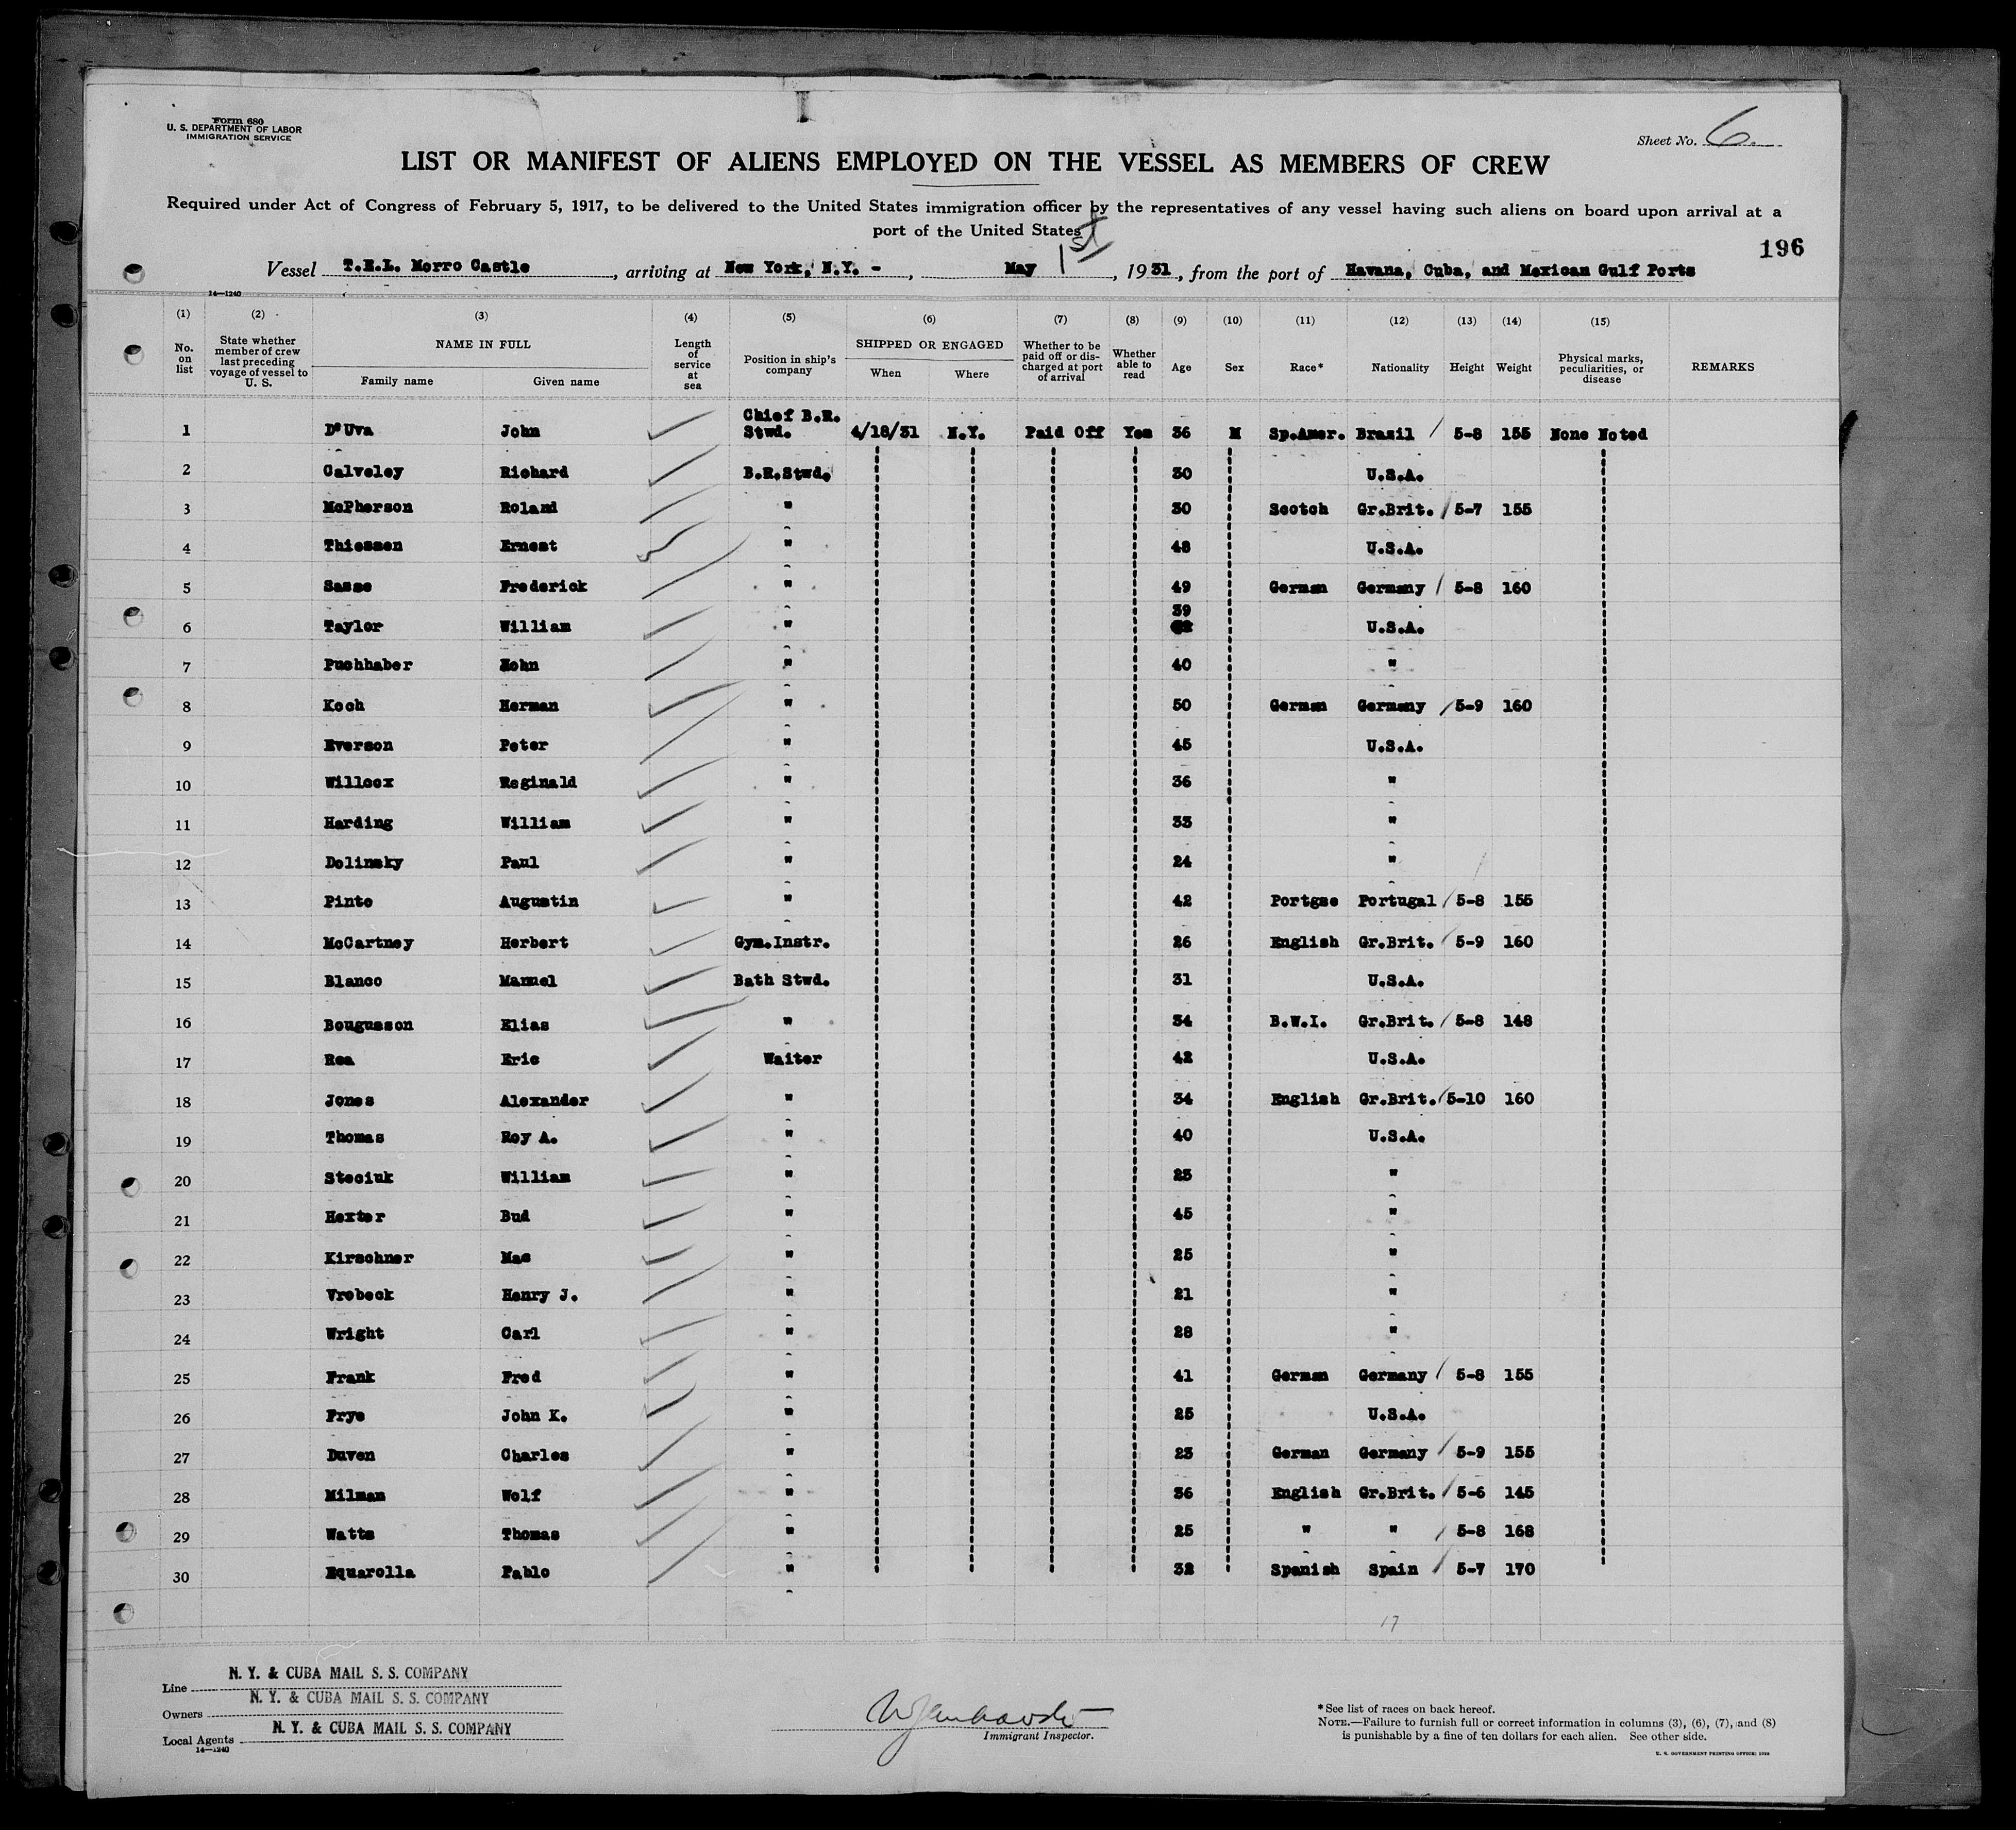 Form 680
U. S. DEPARTMENT OF LABOR
IMMIGRATION SERVICE
Sheet No. 6
LIST OR MANIFEST OF ALIENS EMPLOYED ON THE VESSEL AS MEMBERS OF CREW
Required under Act of Congress of February 5, 1917, to be delivered to the United States immigration officer by the representatives of any vessel having such aliens on board upon arrival at a
port of the United States
196
Vessel T.E.L. Morro Castle, arriving at New York, N.Y. -, May 1st, 1931, from the port of Havana, Cuba, and Mexican Gulf Ports
14—1240
(1) (2) (3) (4) (5) (6) (7) (8) (9) (10) (11) (12) (13) (14) (15)
No. on list State whether member of crew last preceding voyage of vessel to U. S. NAME IN FULL Family name Given name Length of service at sea Position in ship's company SHIPPED OR ENGAGED When Where Whether to be paid off or discharged at port of arrival Whether able to read Age Sex Race* Nationality Height Weight Physical marks, peculiarities, or disease REMARKS
1 D'Uva John Chief B.R. Stwd. 4/18/31 N.Y. Paid Off Yes 36 M Sp.Amer. Brasil 5-8 155 None Noted
2 Calveley Richard B.R.Stwd. 30 U.S.A.
3 McPherson Roland " 30 Scotch Gr.Brit. 5-7 155
4 Thiessen Ernest " 48 U.S.A.
5 Sasse Frederick " 49 German Germany 5-8 160
6 Taylor William " 39 U.S.A.
7 Puchhaber John " 40 "
8 Koch Herman " 50 German Germany 5-9 160
9 Everson Peter " 45 U.S.A.
10 Willcox Reginald " 36 "
11 Harding William " 33 "
12 Dolinsky Paul " 24 "
13 Pinto Augustin " 42 Portgse Portugal 5-8 155
14 McCartney Herbert Gym.Instr. 26 English Gr.Brit. 5-9 160
15 Blanco Manuel Bath Stwd. 31 U.S.A.
16 Bougusson Elias " 34 B.W.I. Gr.Brit. 5-8 148
17 Rea Eric Waiter 42 U.S.A.
18 Jones Alexander " 34 English Gr.Brit. 5-10 160
19 Thomas Roy A. " 40 U.S.A.
20 Steciuk William " 23 "
21 Hexter Bud " 45 "
22 Kirschner Mac " 25 "
23 Vrobeck Henry J. " 21 "
24 Wright Carl " 28 "
25 Frank Fred " 41 German Germany 5-8 155
26 Frye John K. " 25 U.S.A.
27 Duven Charles " 23 German Germany 5-9 155
28 Milman Wolf " 36 English Gr.Brit. 5-6 145
29 Watts Thomas " 25 " " 5-8 168
30 Equarolla Pablo " 32 Spanish Spain 5-7 170
17
Line N. Y. & CUBA MAIL S. S. COMPANY
Owners N. Y. & CUBA MAIL S. S. COMPANY
Local Agents N. Y. & CUBA MAIL S. S. COMPANY
14—1240
Immigrant Inspector.
*See list of races on back hereof.
NOTE.—Failure to furnish full or correct information in columns (3), (6), (7), and (8)
is punishable by a fine of ten dollars for each alien. See other side.
U. S. GOVERNMENT PRINTING OFFICE: 1929